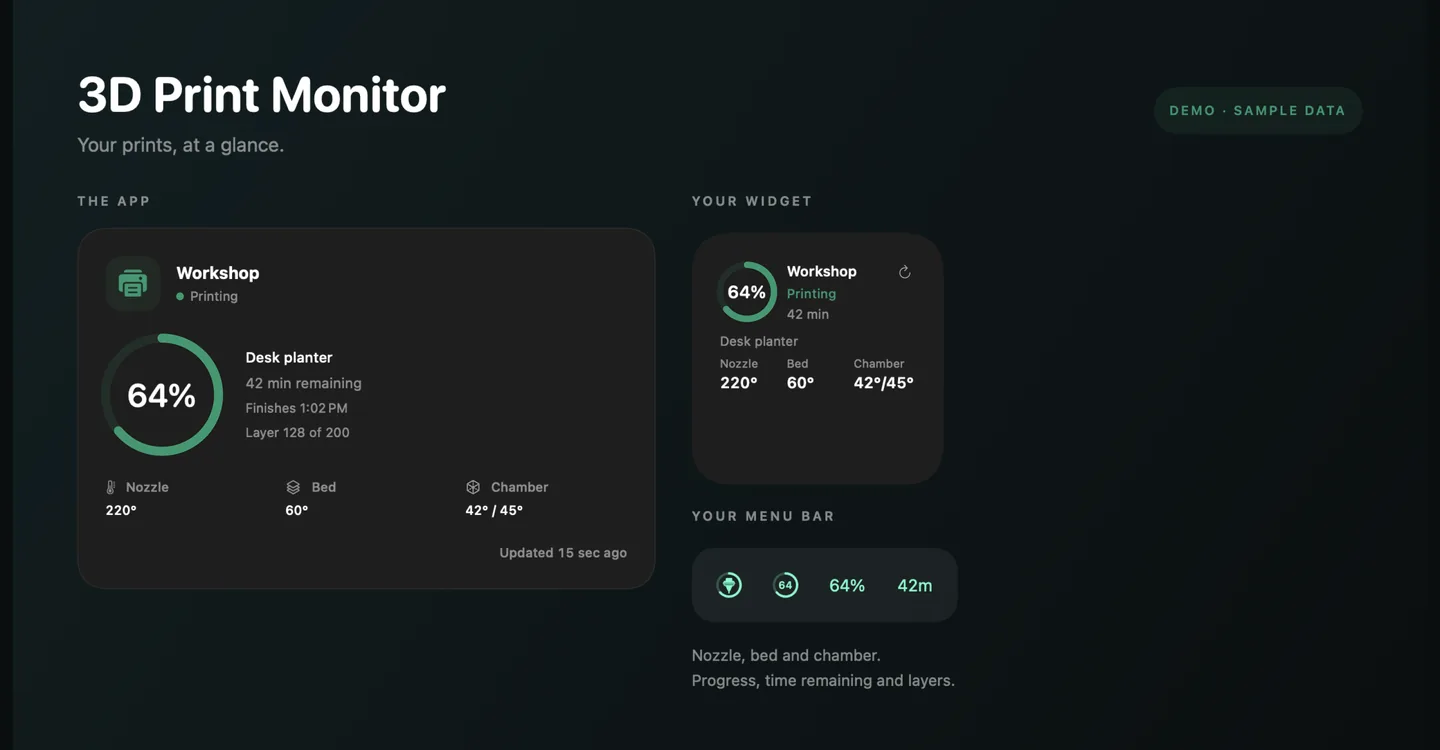 3D Print Monitor
Your prints, at a glance.
DEMO · SAMPLE DATA
THE APP
Workshop
Printing
64%
Desk planter
42 min remaining
Finishes 1:02 PM
Layer 128 of 200
Nozzle
220°
Bed
60°
Chamber
42° / 45°
Updated 15 sec ago
YOUR WIDGET
64%
Workshop
Printing
42 min
Desk planter
Nozzle Bed Chamber
220° 60° 42°/45°
YOUR MENU BAR
64 64% 42m
Nozzle, bed and chamber.
Progress, time remaining and layers.